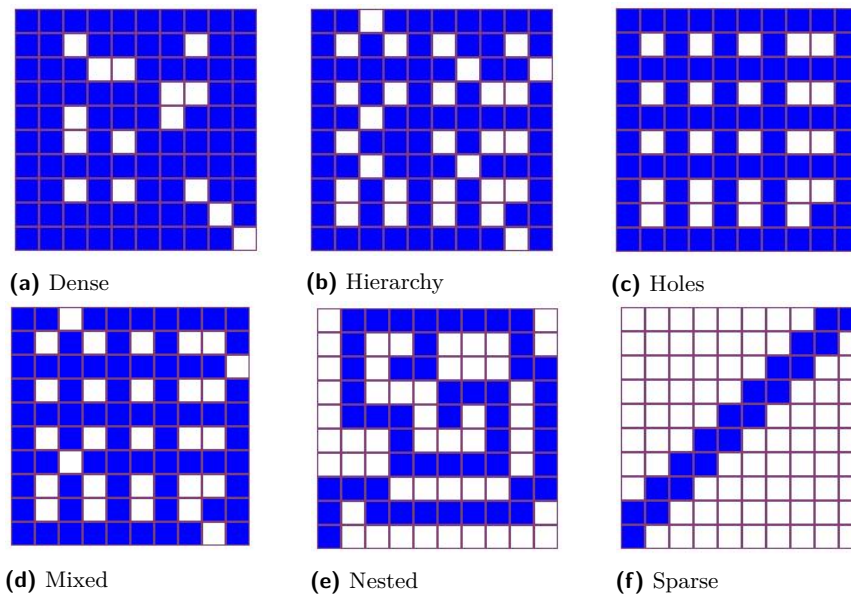 (a) Dense
(b) Hierarchy
(c) Holes
(d) Mixed
(e) Nested
(f) Sparse